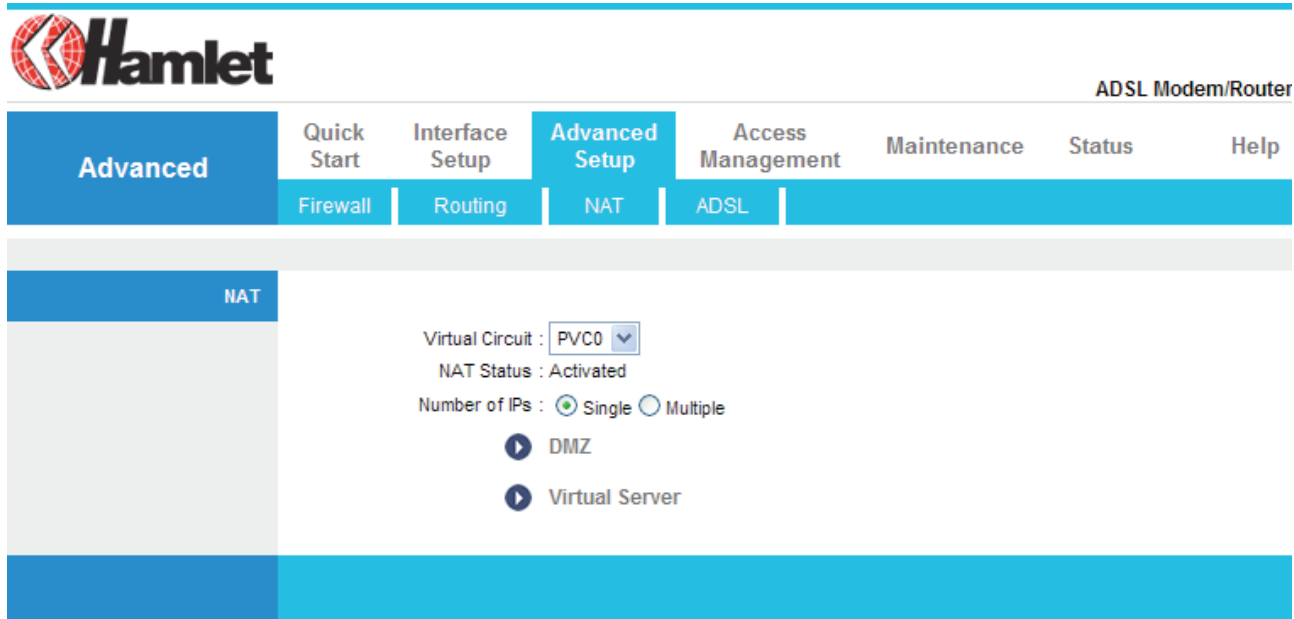 Hamlet
ADSL Modem/Router
Advanced
Quick Start
Interface Setup
Advanced Setup
Access Management
Maintenance
Status
Help
Firewall
Routing
NAT
ADSL
NAT
Virtual Circuit : PVC0
NAT Status : Activated
Number of IPs : Single Multiple
DMZ
Virtual Server